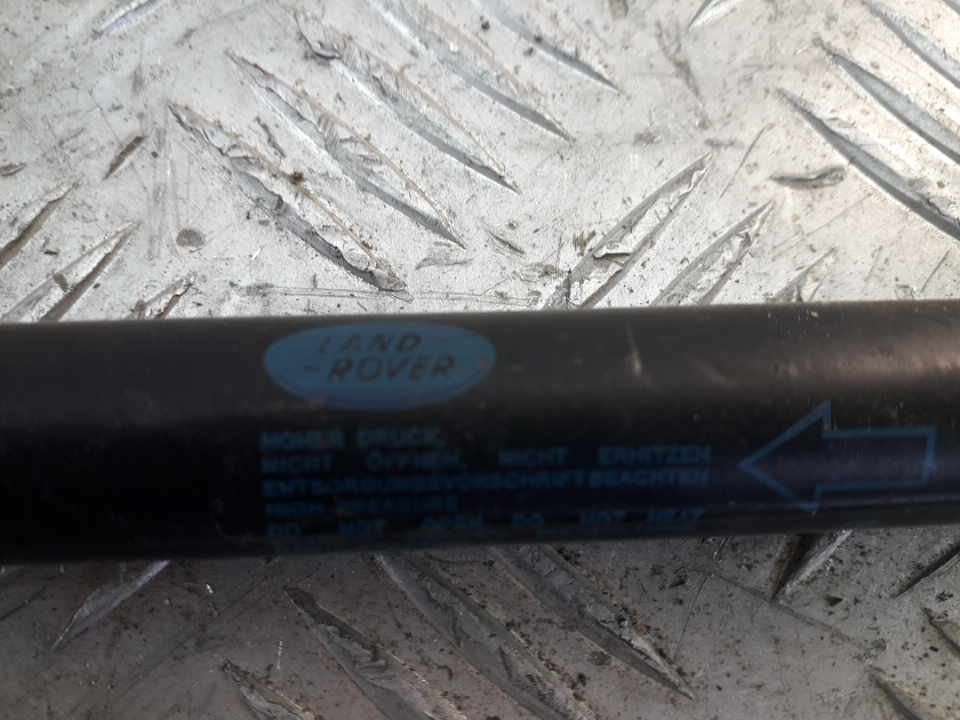 LAND
-ROVER
HOHER DRUCK.
NICHT ÖFFNEN, NICHT ERHITZEN
ENTSORGUNGSVORSCHRIFT BEACHTEN
HIGH PRESSURE
DO NOT OPEN DO NOT HEAT